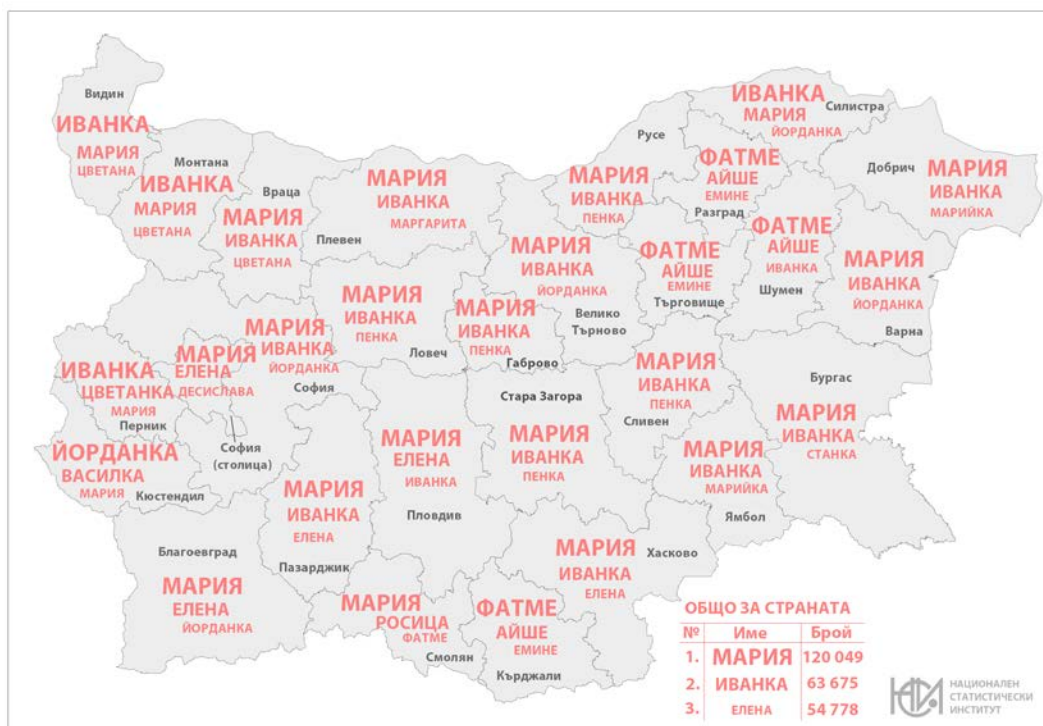 Видин
ИВАНКА
МАРИЯ
ЦВЕТАНА
Монтана
ИВАНКА
МАРИЯ
ЦВЕТАНА
Враца
МАРИЯ
ИВАНКА
ЦВЕТАНА
МАРИЯ
ИВАНКА
МАРГАРИТА
Плевен
Русе
МАРИЯ
ИВАНКА
ПЕНКА
ИВАНКА
МАРИЯ
ЙОРДАНКА
Силистра
ФАТМЕ
АЙШЕ
ЕМИНЕ
Разград
Добрич
МАРИЯ
ИВАНКА
МАРИЙКА
МАРИЯ
ИВАНКА
ЙОРДАНКА
Велико
Търново
ФАТМЕ
АЙШЕ
ЕМИНЕ
Търговище
ФАТМЕ
АЙШЕ
ИВАНКА
Шумен
МАРИЯ
ИВАНКА
ЙОРДАНКА
Варна
МАРИЯ
ИВАНКА
ПЕНКА
Ловеч
МАРИЯ
ИВАНКА
ПЕНКА
Габрово
МАРИЯ
ИВАНКА
ЙОРДАНКА
София
МАРИЯ
ЕЛЕНА
ДЕСИСЛАВА
София
(столица)
ИВАНКА
ЦВЕТАНКА
МАРИЯ
Перник
ЙОРДАНКА
ВАСИЛКА
МАРИЯ
Кюстендил
Стара Загора
МАРИЯ
ИВАНКА
ПЕНКА
МАРИЯ
ИВАНКА
ПЕНКА
Сливен
Бургас
МАРИЯ
ИВАНКА
СТАНКА
МАРИЯ
ИВАНКА
МАРИЙКА
Ямбол
МАРИЯ
ЕЛЕНА
ИВАНКА
Пловдив
МАРИЯ
ИВАНКА
ЕЛЕНА
Пазарджик
Благоевград
МАРИЯ
ЕЛЕНА
ЙОРДАНКА
МАРИЯ
РОСИЦА
ФАТМЕ
Смолян
ФАТМЕ
АЙШЕ
ЕМИНЕ
Кърджали
Хасково
МАРИЯ
ИВАНКА
ЕЛЕНА
ОБЩО ЗА СТРАНАТА
№ Име Брой
1. МАРИЯ 120 049
2. ИВАНКА 63 675
3. ЕЛЕНА 54 778
НСИ
НАЦИОНАЛЕН
СТАТИСТИЧЕСКИ
ИНСТИТУТ